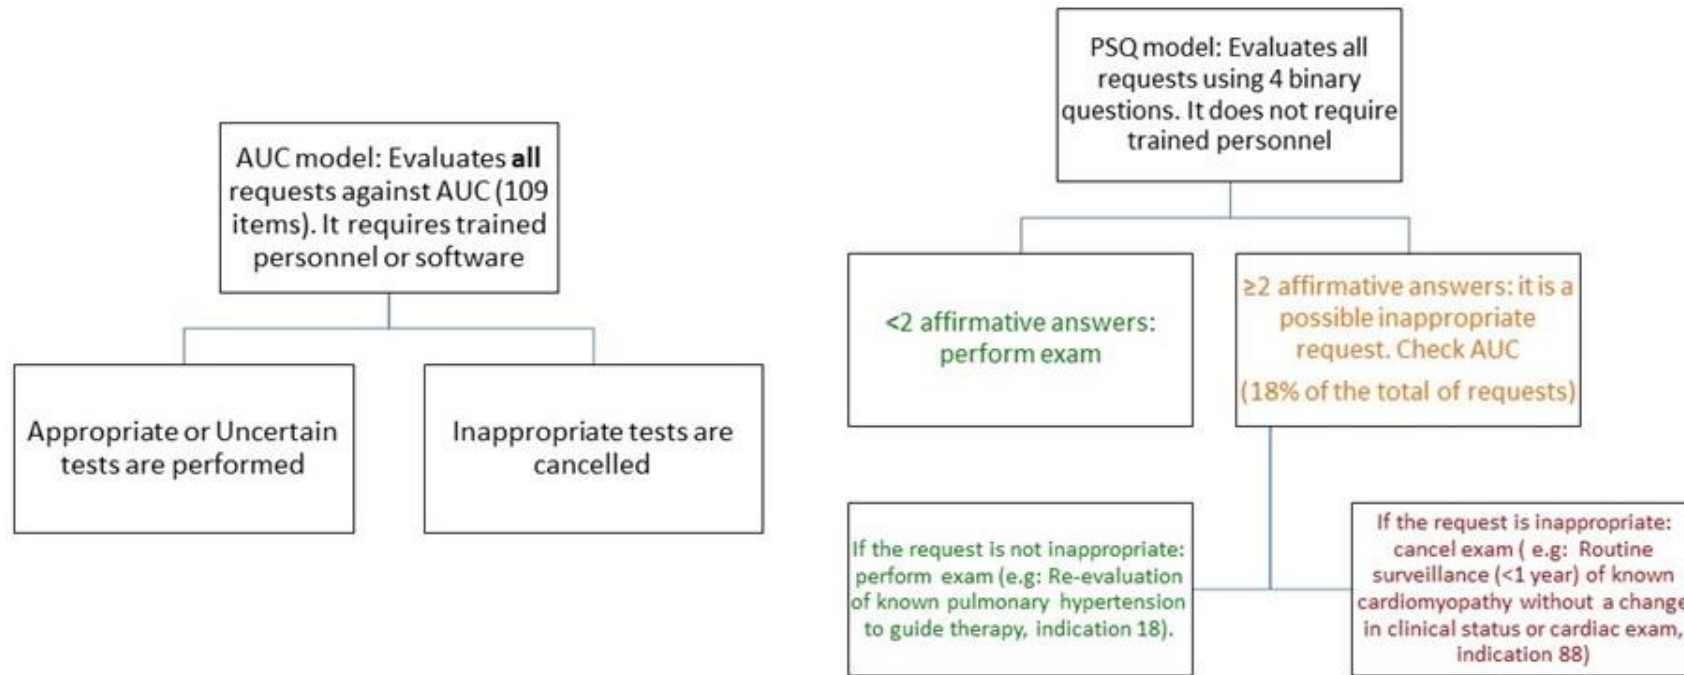 AUC model: Evaluates all
requests against AUC (109
items). It requires trained
personnel or software
Appropriate or Uncertain
tests are performed
Inappropriate tests are
cancelled
PSQ model: Evaluates all
requests using 4 binary
questions. It does not require
trained personnel
<2 affirmative answers:
perform exam
≥2 affirmative answers: it is a
possible inappropriate
request. Check AUC
(18% of the total of requests)
If the request is not inappropriate:
perform exam (e.g: Re-evaluation
of known pulmonary hypertension
to guide therapy, indication 18).
If the request is inappropriate:
cancel exam ( e.g: Routine
surveillance (<1 year) of known
cardiomyopathy without a change
in clinical status or cardiac exam,
indication 88)